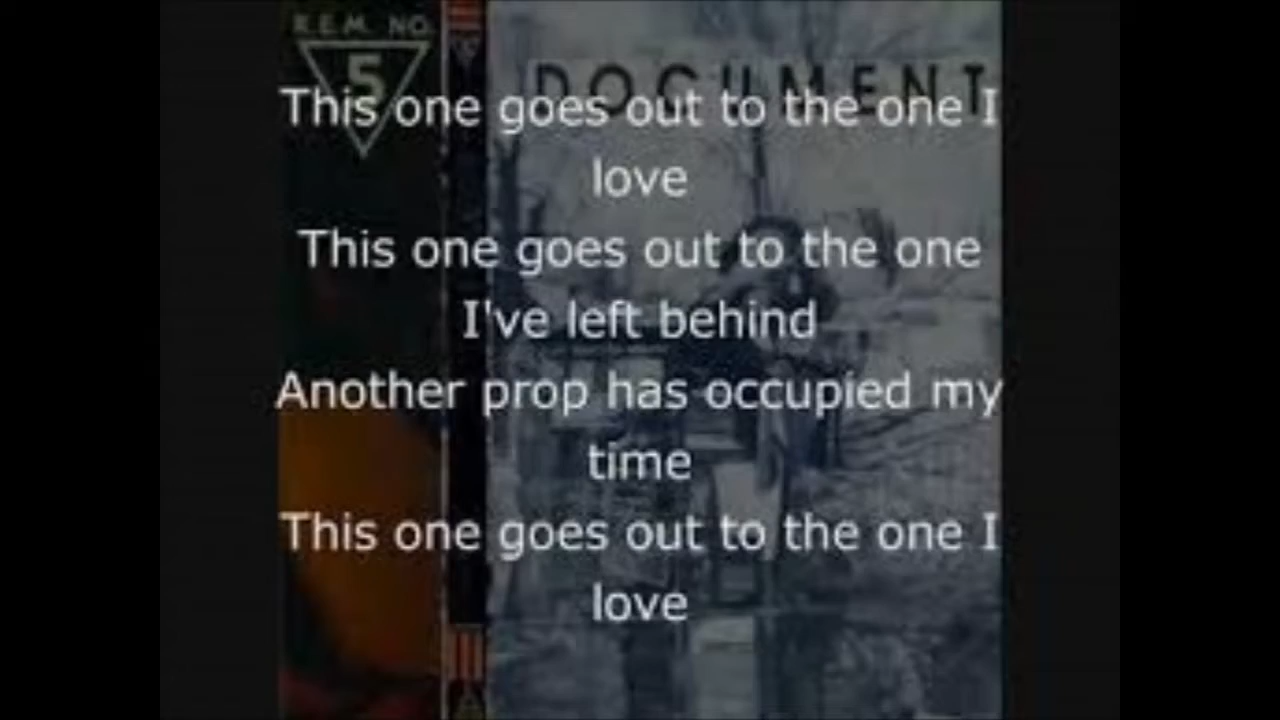 R.E.M. NO.
5
DOCUMENT
This one goes out to the one I
love
This one goes out to the one
I've left behind
Another prop has occupied my
time
This one goes out to the one I
love